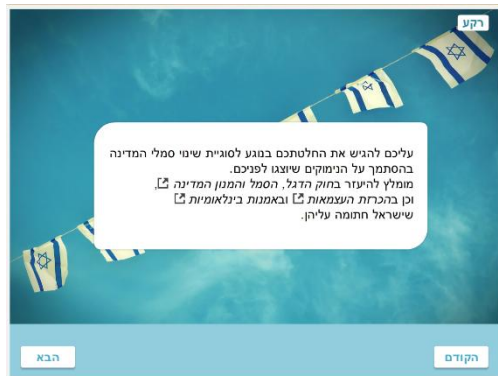 רקע
עליכם להגיש את החלטתכם בנוגע לסוגיית שינוי סמלי המדינה
בהסתמך על הנימוקים שיוצגו לפניכם.
מומלץ להיעזר בחוק הדגל, הסמל והמנון המדינה,
וכן בהכרזת העצמאות ובאמנות בינלאומיות
שישראל חתומה עליהן.
הקודם
הבא